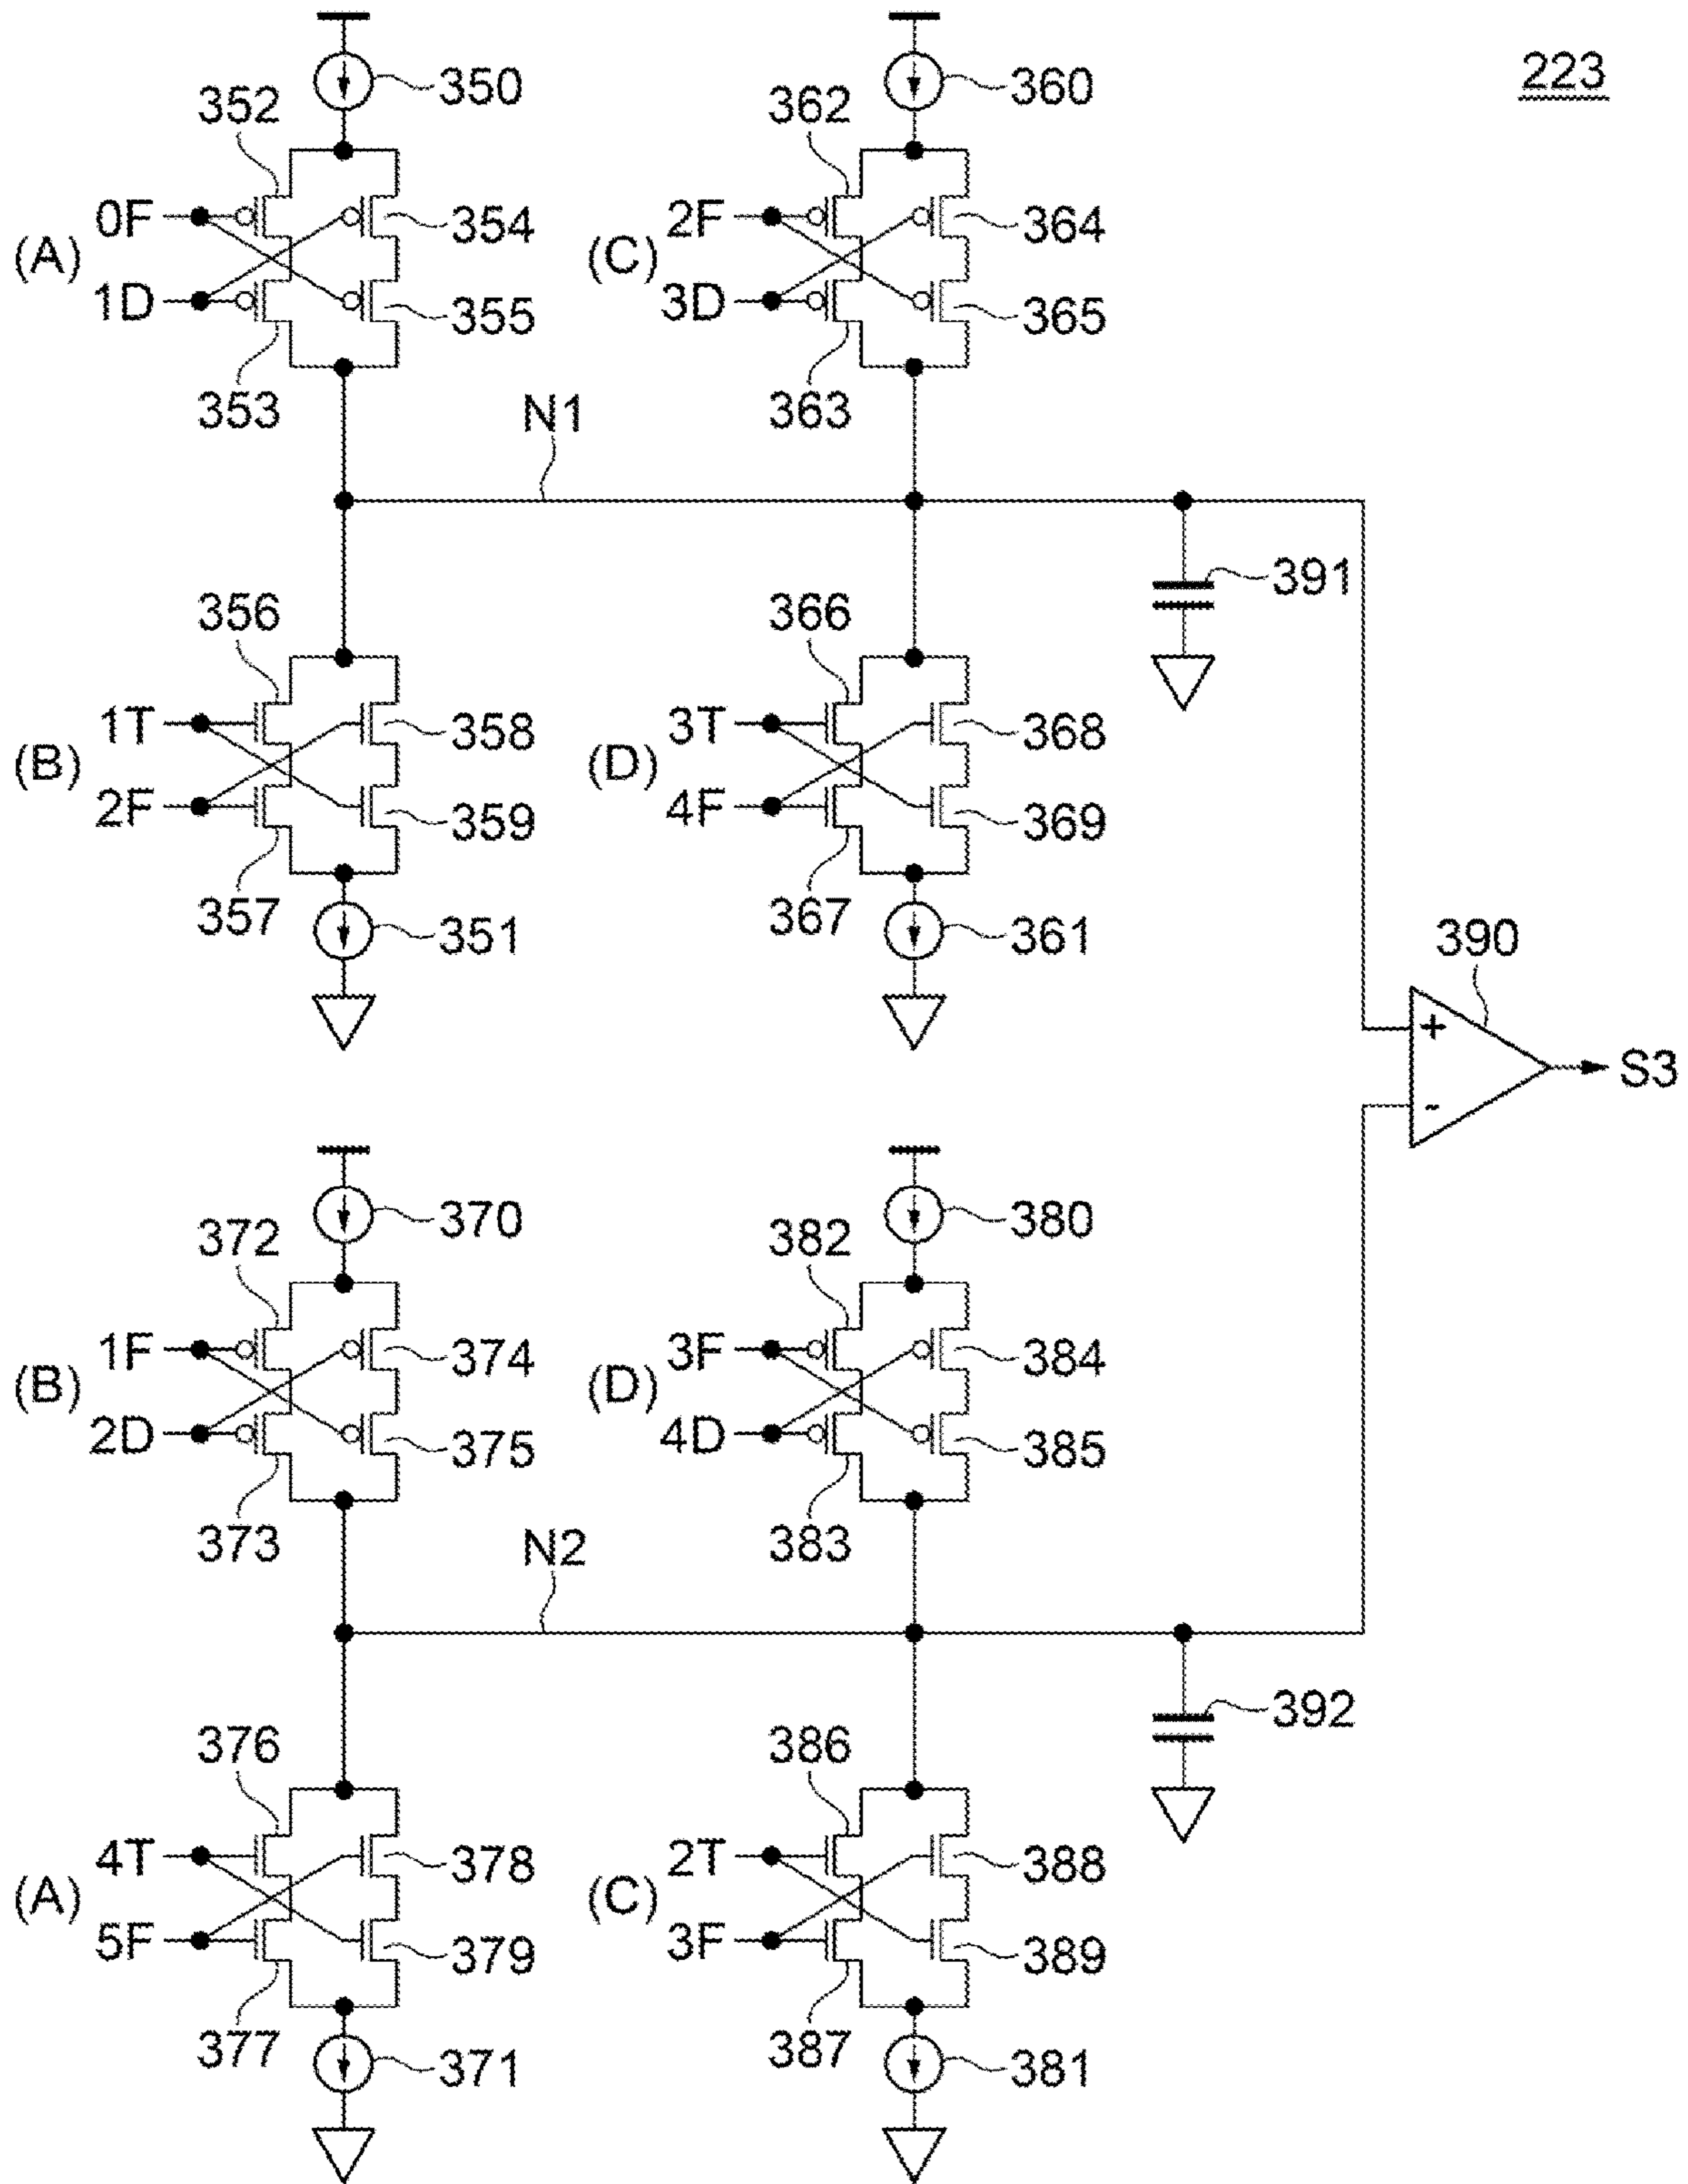 350 360 223
352 362
0F 354 2F 364
(A) (C)
1D 355 3D 365
353 363
N1
391
356 366
1T 358 3T 368
(B) (D)
2F 359 4F 369
357 367
351 361
390
+
S3
-
370 380
372 382
1F 374 3F 384
(B) (D)
2D 375 4D 385
373 383
N2
392
376 386
4T 378 2T 388
(A) (C)
5F 379 3F 389
377 387
371 381